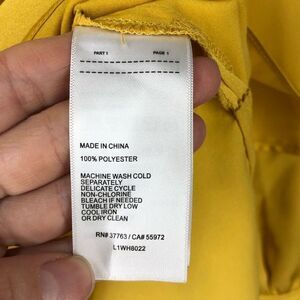 PART 1 PAGE 1
MADE IN CHINA
100% POLYESTER
MACHINE WASH COLD
SEPARATELY
DELICATE CYCLE
NON-CHLORINE
BLEACH IF NEEDED
TUMBLE DRY LOW
COOL IRON
OR DRY CLEAN
RN# 37763 / CA# 55972
L1WH8022